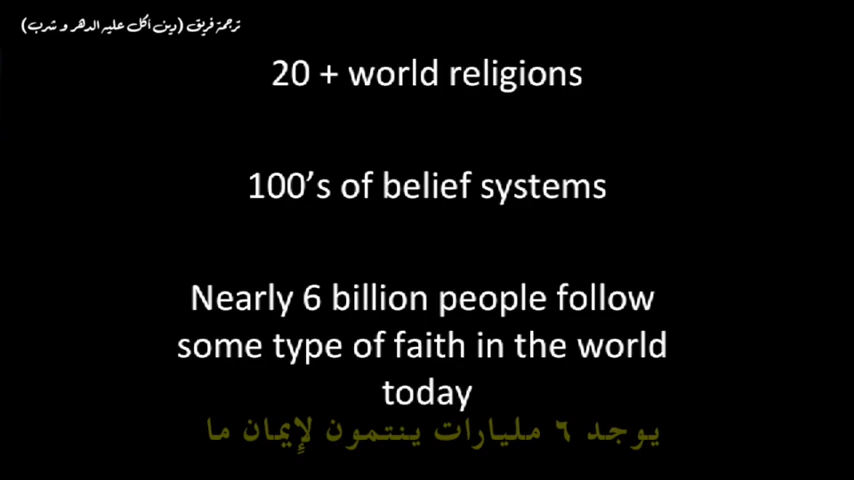 ترجمة فريق (دين أكل عليه الدهر و شرب)
20 + world religions
100's of belief systems
Nearly 6 billion people follow
some type of faith in the world
today
يوجد ٦ مليارات ينتمون لإيمان ما